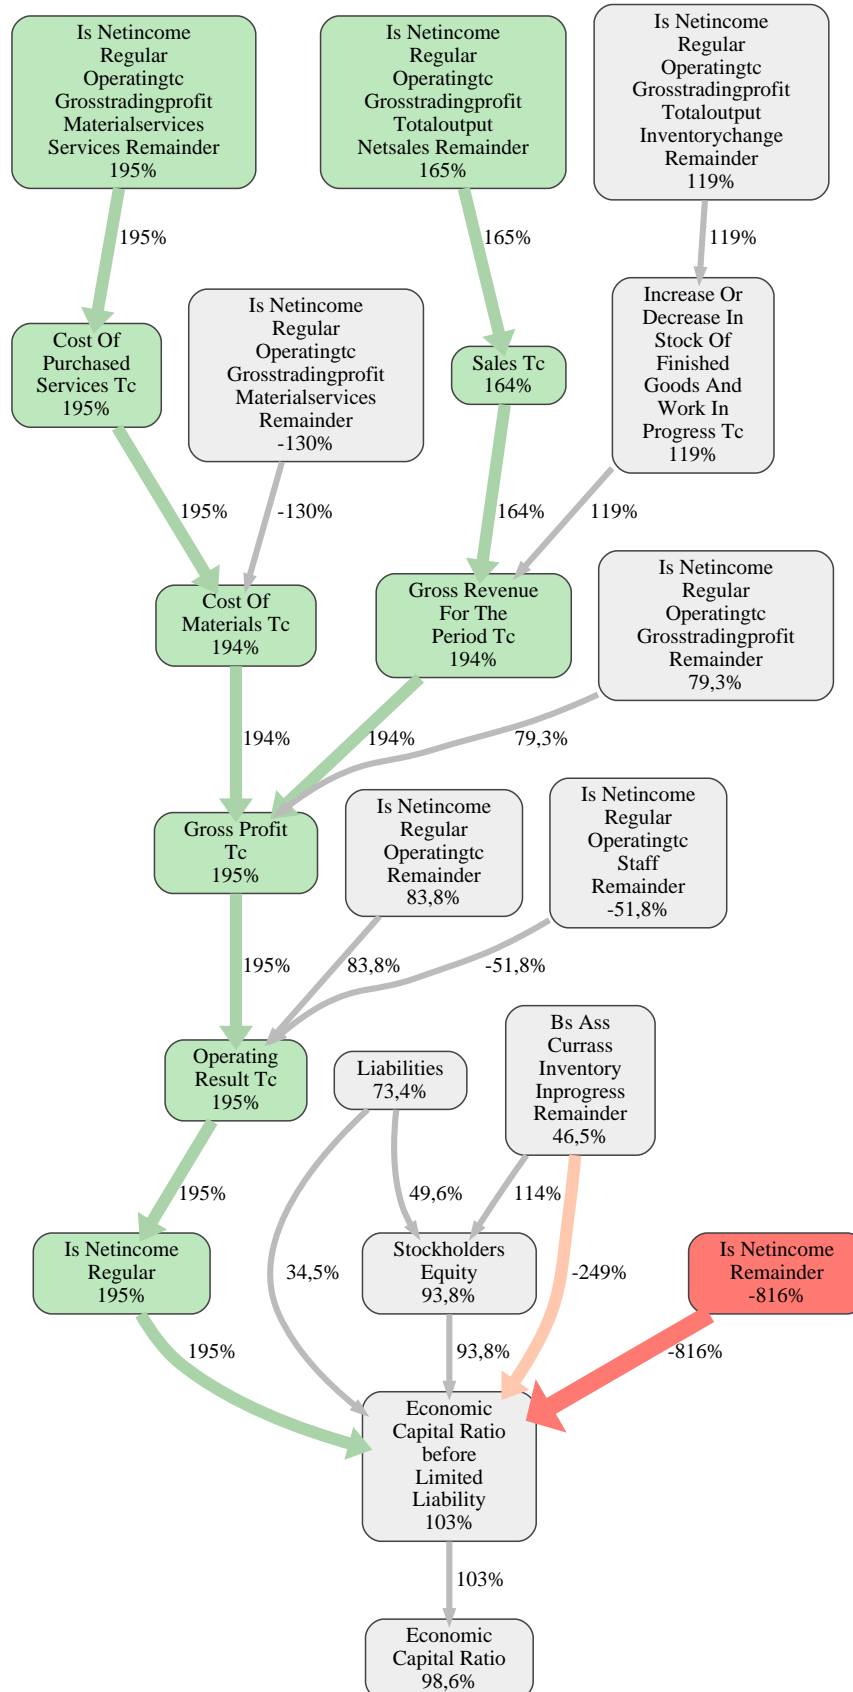 Is Netincome
Regular
Operatingtc
Grosstradingprofit
Materialservices
Services Remainder
195%
Is Netincome
Regular
Operatingtc
Grosstradingprofit
Totaloutput
Netsales Remainder
165%
Is Netincome
Regular
Operatingtc
Grosstradingprofit
Totaloutput
Inventorychange
Remainder
119%
195%
165%
119%
Cost Of
Purchased
Services Tc
195%
Is Netincome
Regular
Operatingtc
Grosstradingprofit
Materialservices
Remainder
-130%
Sales Tc
164%
Increase Or
Decrease In
Stock Of
Finished
Goods And
Work In
Progress Tc
119%
195%
-130%
164%
119%
Cost Of
Materials Tc
194%
Gross Revenue
For The
Period Tc
194%
Is Netincome
Regular
Operatingtc
Grosstradingprofit
Remainder
79,3%
194%
194%
79,3%
Gross Profit
Tc
195%
Is Netincome
Regular
Operatingtc
Remainder
83,8%
Is Netincome
Regular
Operatingtc
Staff
Remainder
-51,8%
195%
83,8%
-51,8%
Operating
Result Tc
195%
Liabilities
73,4%
Bs Ass
Currass
Inventory
Inprogress
Remainder
46,5%
195%
49,6%
114%
Is Netincome
Regular
195%
34,5%
Stockholders
Equity
93,8%
-249%
Is Netincome
Remainder
-816%
195%
93,8%
-816%
Economic
Capital Ratio
before
Limited
Liability
103%
103%
Economic
Capital Ratio
98,6%